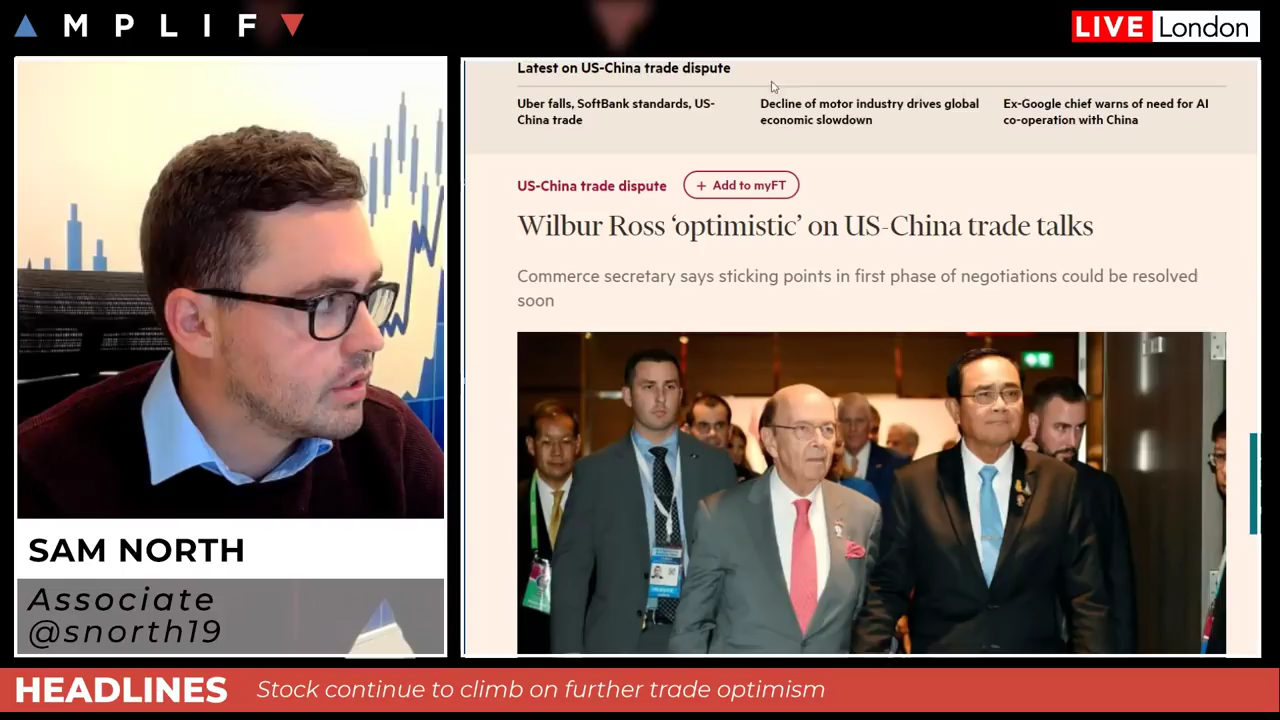 AMPLIFY
LIVE London
Latest on US-China trade dispute
Uber falls, SoftBank standards, US-
China trade
Decline of motor industry drives global
economic slowdown
Ex-Google chief warns of need for AI
co-operation with China
US-China trade dispute
+ Add to myFT
Wilbur Ross ‘optimistic’ on US-China trade talks
Commerce secretary says sticking points in first phase of negotiations could be resolved
soon
SAM NORTH
Associate
@snorth19
HEADLINES
Stock continue to climb on further trade optimism